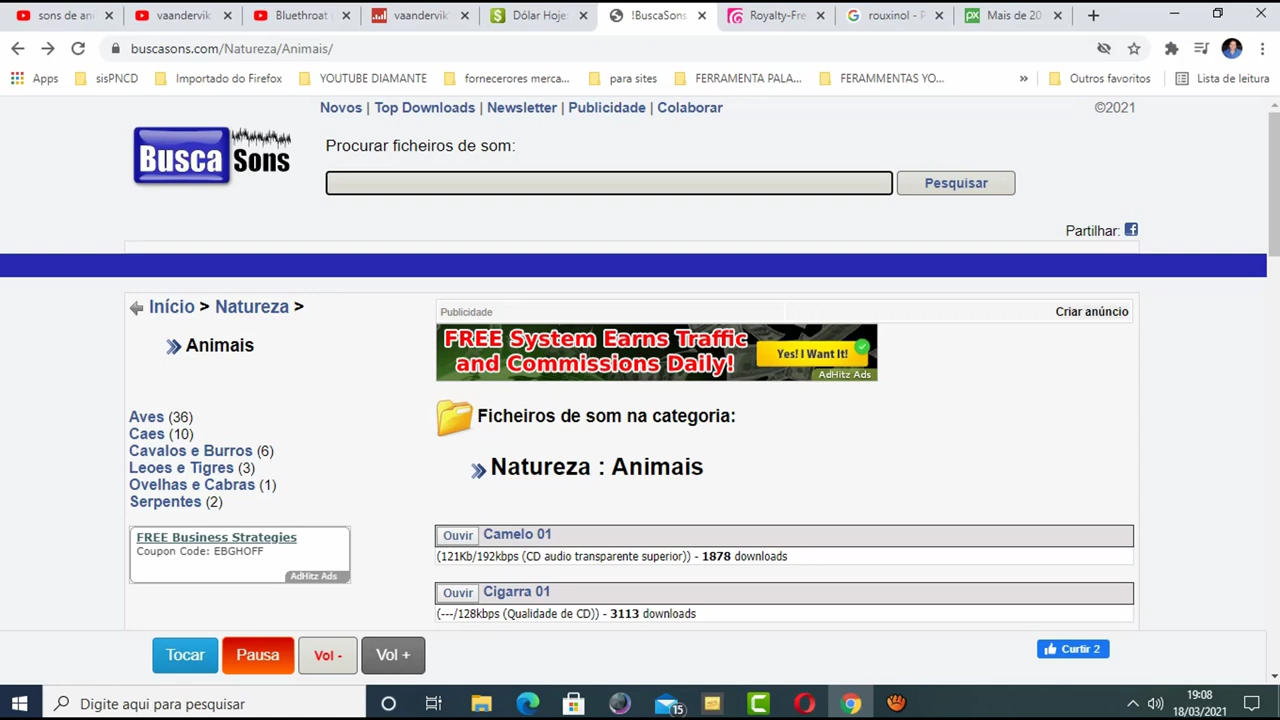 sons de an
vaandervik
Bluethroat
vaandervik
Dólar Hoje:
!BuscaSons
Royalty-Fre
rouxinol - P
Mais de 20
buscasons.com/Natureza/Animais/
Apps
sisPNCD
Importado do Firefox
YOUTUBE DIAMANTE
fornecerores merca...
para sites
FERRAMENTA PALA...
FERAMMENTAS YO...
»
Outros favoritos
Lista de leitura
Novos | Top Downloads | Newsletter | Publicidade | Colaborar
©2021
Busca Sons
Procurar ficheiros de som:
Pesquisar
Partilhar:
Início > Natureza >
Animais
Aves (36)
Caes (10)
Cavalos e Burros (6)
Leoes e Tigres (3)
Ovelhas e Cabras (1)
Serpentes (2)
FREE Business Strategies
Coupon Code: EBGHOFF
AdHitz Ads
Publicidade
Criar anúncio
FREE System Earns Traffic
and Commissions Daily!
Yes! I Want It!
AdHitz Ads
Ficheiros de som na categoria:
Natureza : Animais
Ouvir Camelo 01
(121Kb/192kbps (CD audio transparente superior)) - 1878 downloads
Ouvir Cigarra 01
(---/128kbps (Qualidade de CD)) - 3113 downloads
Tocar
Pausa
Vol -
Vol +
Curtir 2
Digite aqui para pesquisar
15
19:08
18/03/2021